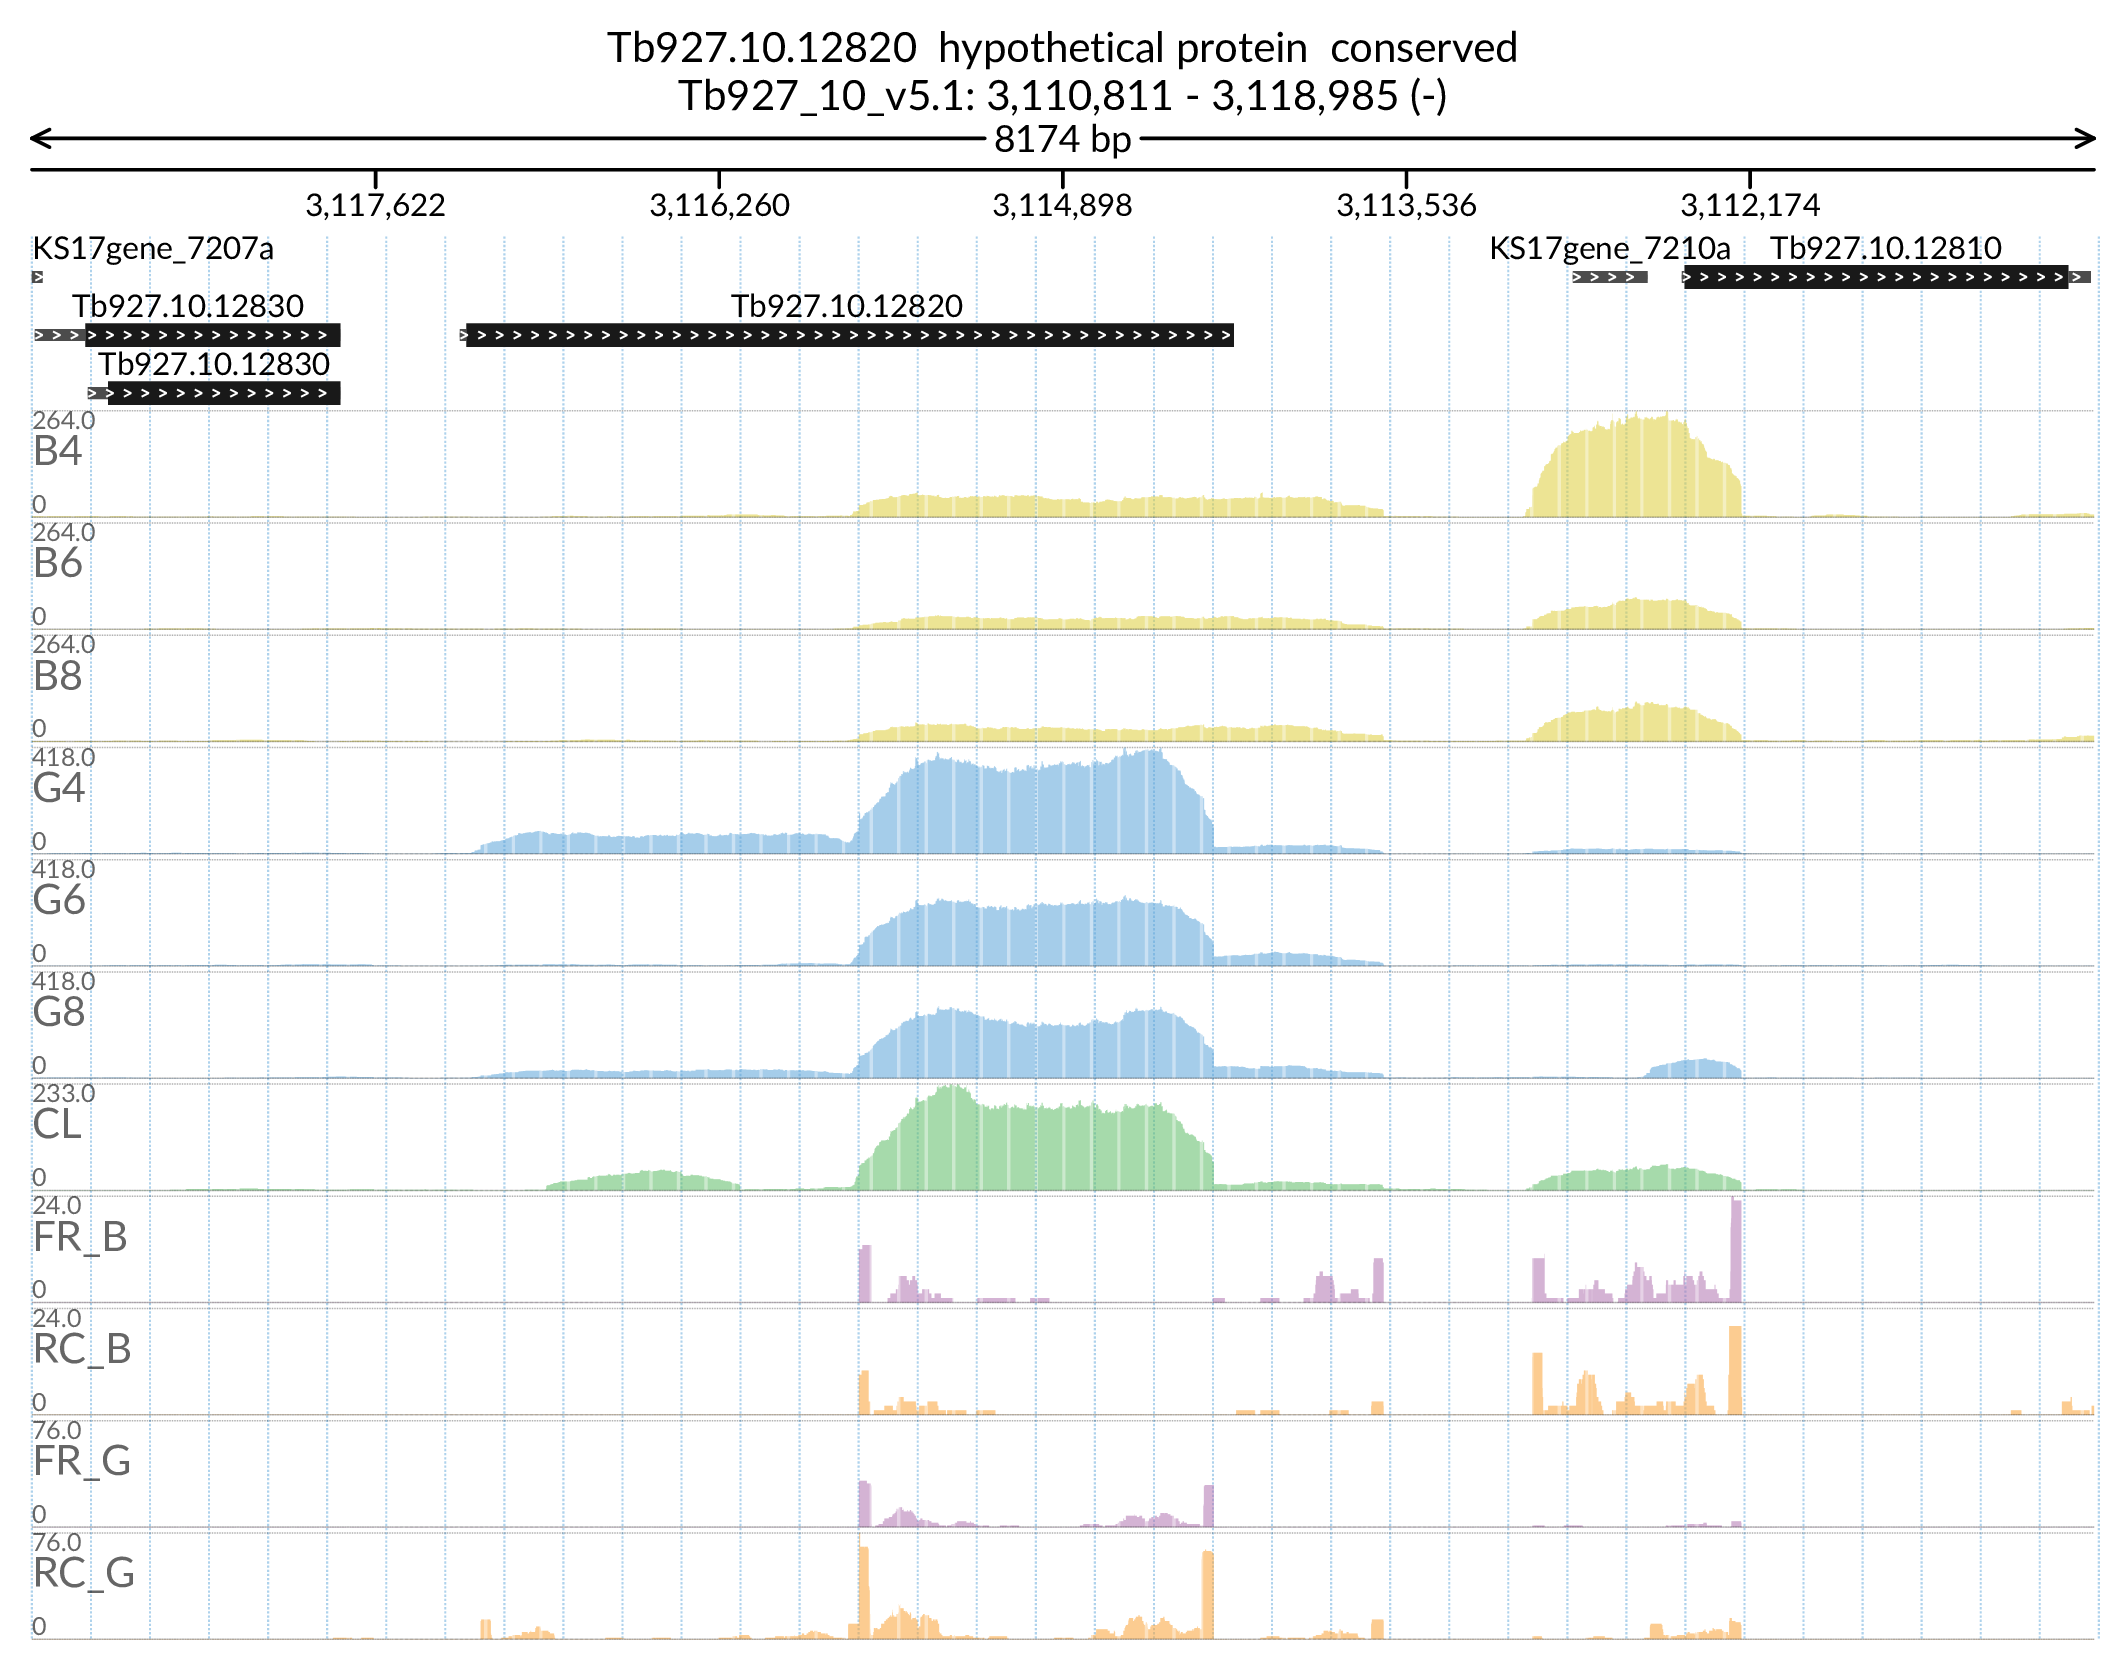 Tb927.10.12820  hypothetical protein  conserved
Tb927_10_v5.1: 3,110,811 - 3,118,985 (-)
8174 bp
3,117,622 3,116,260 3,114,898 3,113,536 3,112,174
KS17gene_7207a KS17gene_7210a Tb927.10.12810
Tb927.10.12830 Tb927.10.12820
Tb927.10.12830
264.0
B4
0
264.0
B6
0
264.0
B8
0
418.0
G4
0
418.0
G6
0
418.0
G8
0
233.0
CL
0
24.0
FR_B
0
24.0
RC_B
0
76.0
FR_G
0
76.0
RC_G
0